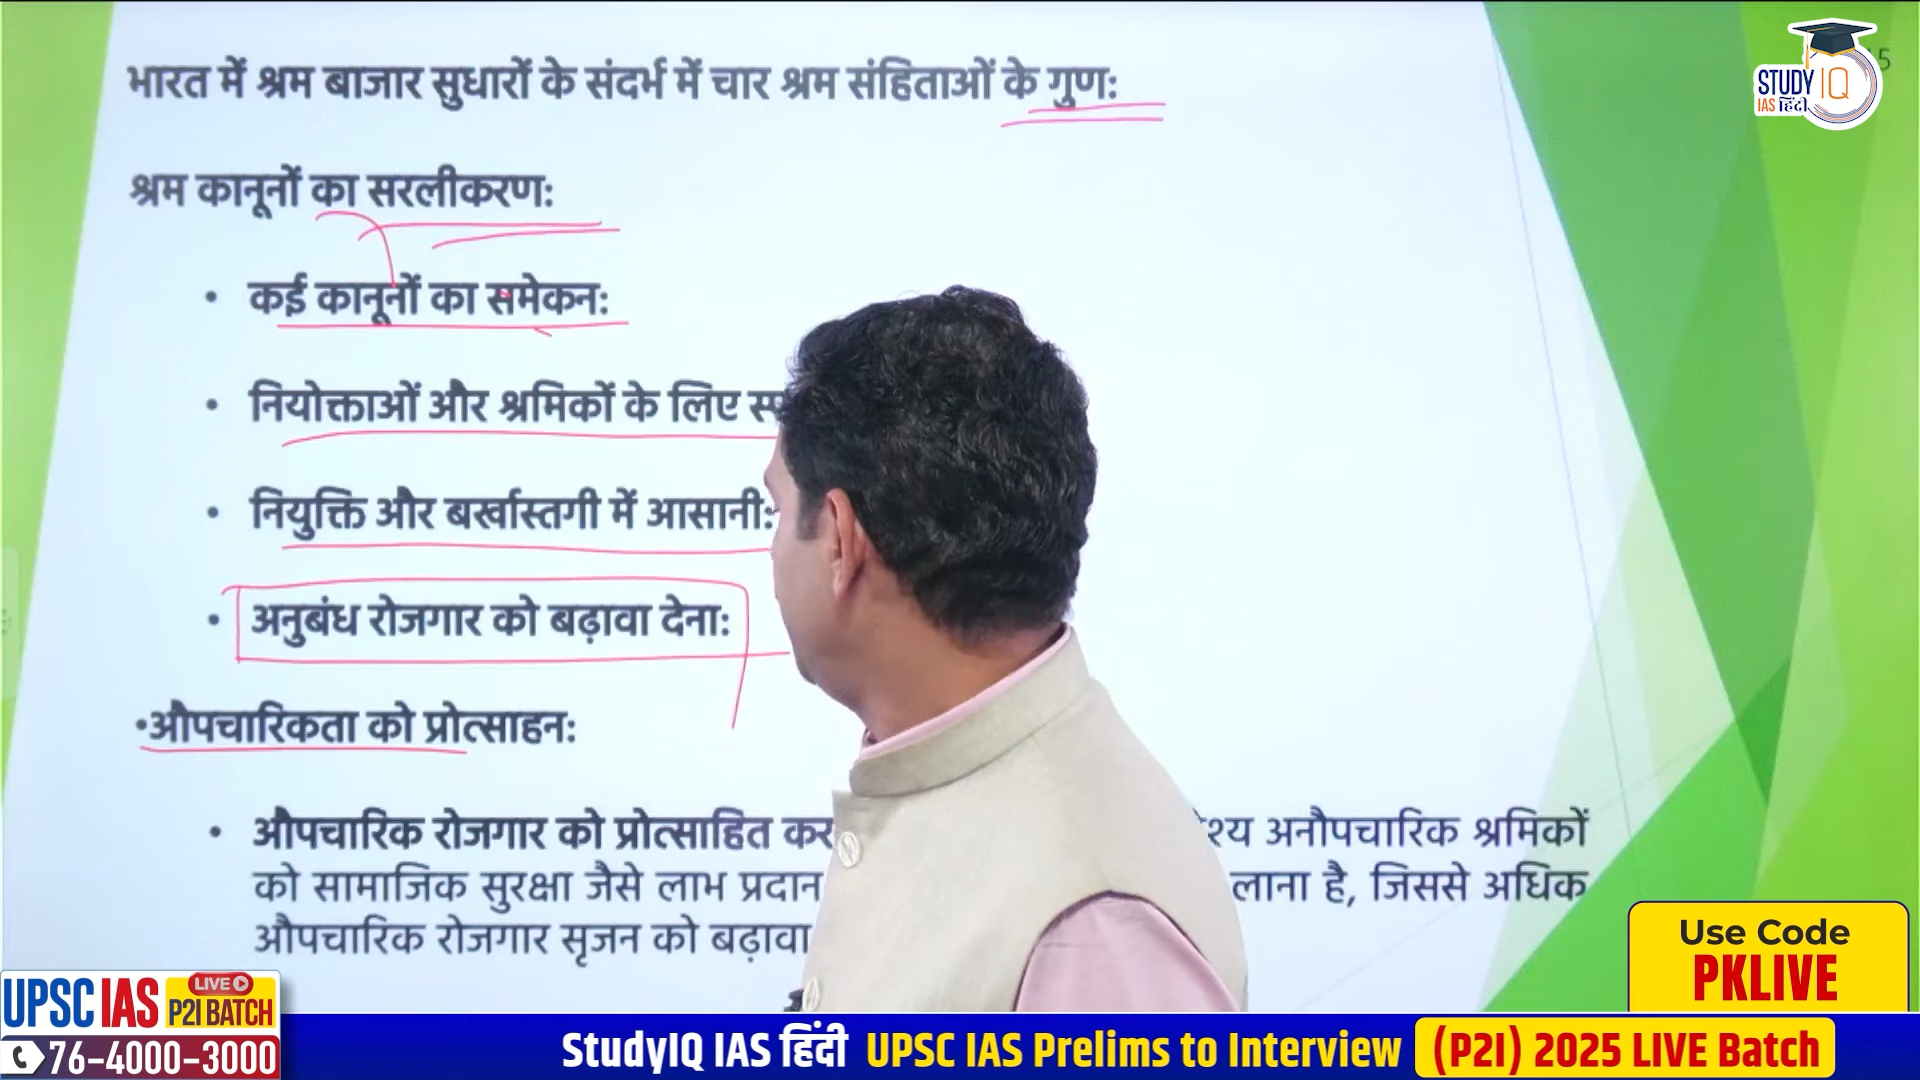 भारत में श्रम बाजार सुधारों के संदर्भ में चार श्रम संहिताओं के गुण:
STUDY IQ
IAS हिंदी
5
श्रम कानूनों का सरलीकरण:
• कई कानूनों का समेकन:
• नियोक्ताओं और श्रमिकों के लिए
• नियुक्ति और बर्खास्तगी में आसानी:
• अनुबंध रोजगार को बढ़ावा देना:
•औपचारिकता को प्रोत्साहन:
• औपचारिक रोजगार को प्रोत्साहित अनौपचारिक श्रमिकों
को सामाजिक सुरक्षा जैसे लाभ प्रदान लाना है, जिससे अधिक
औपचारिक रोजगार सृजन को बढ़ावा
Use Code
PKLIVE
UPSC IAS LIVE P2I BATCH
76-4000-3000
StudyIQ IAS हिंदी UPSC IAS Prelims to Interview (P2I) 2025 LIVE Batch